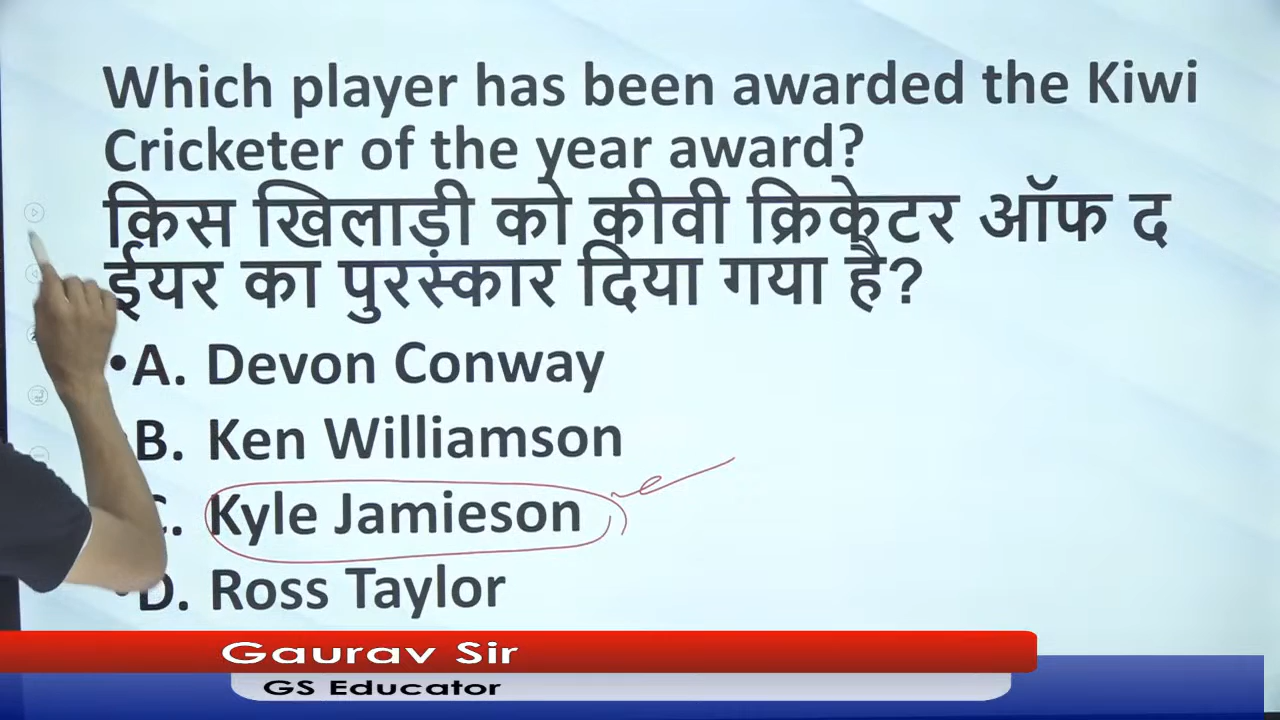 Which player has been awarded the Kiwi
Cricketer of the year award?
किस खिलाड़ी को कीवी क्रिकेटर ऑफ द
ईयर का पुरस्कार दिया गया है?
•A. Devon Conway
B. Ken Williamson
C. Kyle Jamieson
•D. Ross Taylor
Gaurav Sir
GS Educator